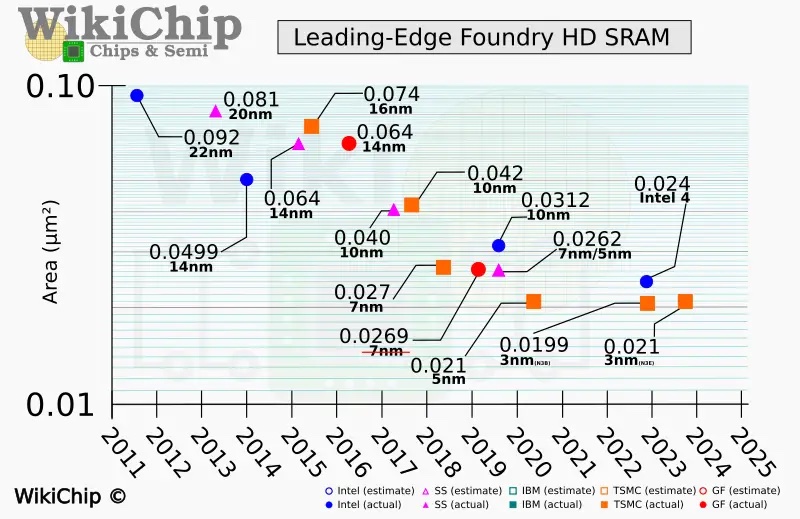 WikiChip
Chips & Semi
Leading-Edge Foundry HD SRAM
Area (µm²)
0.10
0.01
0.092
22nm
0.081
20nm
0.074
16nm
0.064
14nm
0.064
14nm
0.0499
14nm
0.042
10nm
0.040
10nm
0.0312
10nm
0.0262
7nm/5nm
0.024
Intel 4
0.027
7nm
0.0269
7nm
0.021
5nm
0.0199
3nm(N3B)
0.021
3nm(N3E)
2011
2012
2013
2014
2015
2016
2017
2018
2019
2020
2021
2022
2023
2024
2025
WikiChip ©
Intel (estimate) SS (estimate) IBM (estimate) TSMC (estimate) GF (estimate)
Intel (actual) SS (actual) IBM (actual) TSMC (actual) GF (actual)